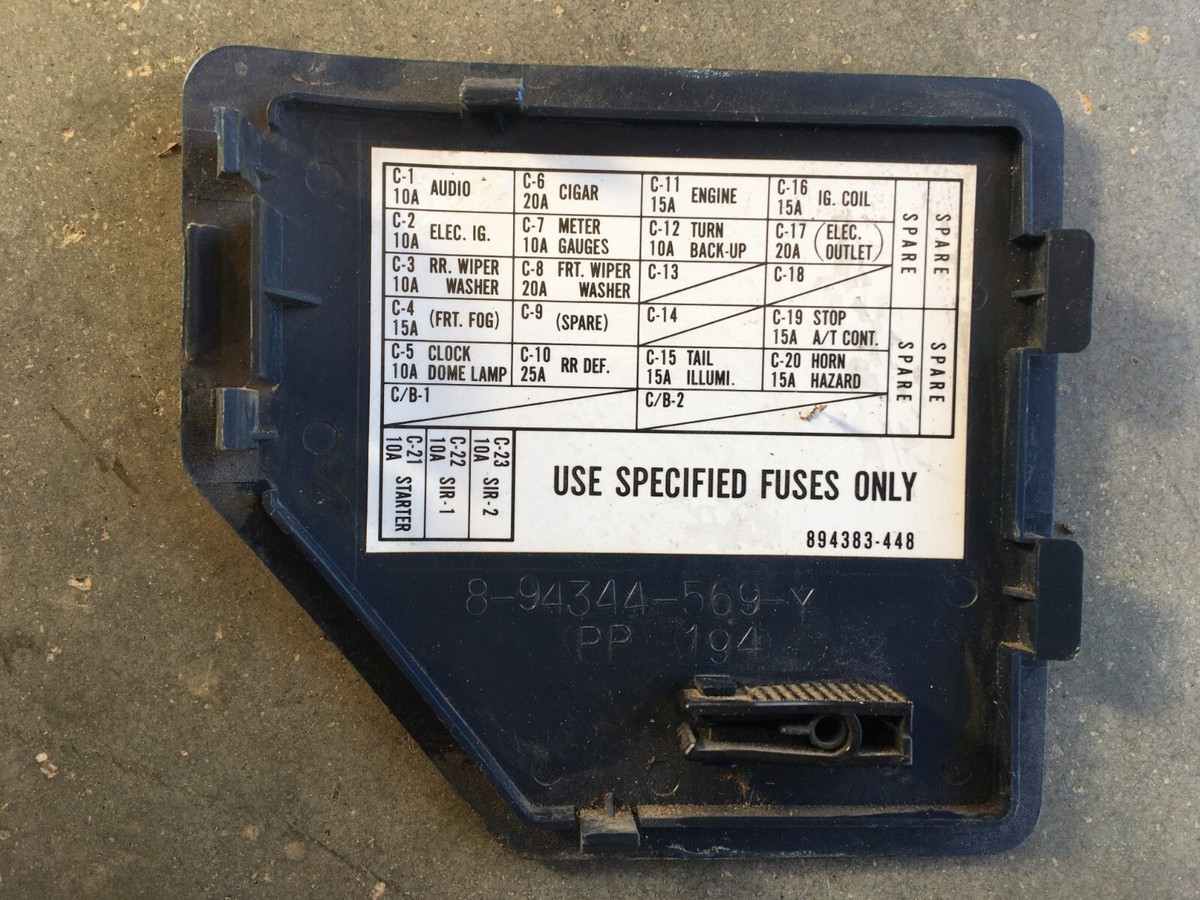 C-1 10A AUDIO
C-6 20A CIGAR
C-11 15A ENGINE
C-16 15A IG. COIL
SPARE
SPARE
C-2 10A ELEC. IG.
C-7 METER
10A GAUGES
C-12 TURN
10A BACK-UP
C-17 (ELEC.
20A OUTLET)
C-3 RR. WIPER
10A WASHER
C-8 FRT. WIPER
20A WASHER
C-13
C-18
C-4 15A (FRT. FOG)
C-9 (SPARE)
C-14
C-19 STOP
15A A/T CONT.
SPARE
SPARE
C-5 CLOCK
10A DOME LAMP
C-10 25A RR DEF.
C-15 TAIL
15A ILLUMI.
C-20 HORN
15A HAZARD
C/B-1
C/B-2
C-21 10A STARTER
C-22 10A SIR-1
C-23 10A SIR-2
USE SPECIFIED FUSES ONLY
894383-448
8-94344-569-Y
(PP 194)